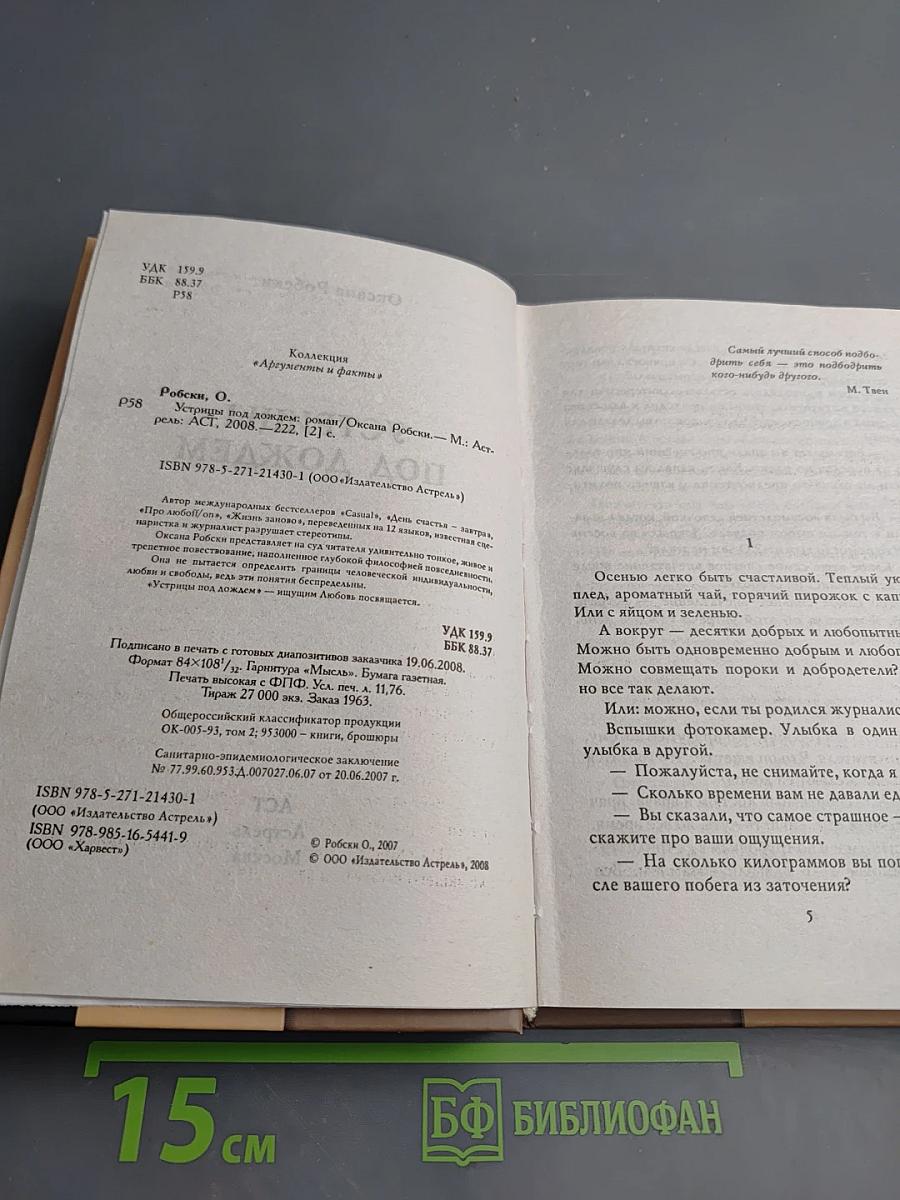 УДК 159.9
ББК 88.37
Р58
Коллекция
«Аргументы и факты»
Робски, О.
Р58 Устрицы под дождем: роман/Оксана Робски.— М.: Аст-
рель: АСТ, 2008.—222, [2] с.
ISBN 978-5-271-21430-1 (ООО«Издательство Астрель»)
Автор международных бестселлеров «Casual», «День счастья – завтра»,
«Про любоff/on», «Жизнь заново», переведенных на 12 языков, известная сце-
наристка и журналист разрушает стереотипы.
Оксана Робски представляет на суд читателя удивительно тонкое, живое и
трепетное повествование, наполненное глубокой философией повседневности.
Она не пытается определить границы человеческой индивидуальности,
любви и свободы, ведь эти понятия беспредельны.
«Устрицы под дождем» — ищущим Любовь посвящается.
УДК 159.9
ББК 88.37
Подписано в печать с готовых диапозитивов заказчика 19.06.2008.
Формат 84×108 1/32. Гарнитура «Мысль». Бумага газетная.
Печать высокая с ФПФ. Усл. печ. л. 11,76.
Тираж 27 000 экз. Заказ 1963.
Общероссийский классификатор продукции
ОК-005-93, том 2; 953000 – книги, брошюры
Санитарно-эпидемиологическое заключение
№ 77.99.60.953.Д.007027.06.07 от 20.06.2007 г.
ISBN 978-5-271-21430-1
(ООО «Издательство Астрель»)
ISBN 978-985-16-5441-9
(ООО «Харвест»)
© Робски О., 2007
© ООО «Издательство Астрель», 2008
Самый лучший способ подбо-
дрить себя — это подбодрить
кого-нибудь другого.
М. Твен
1
Осенью легко быть счастливой. Теплый ую
плед, ароматный чай, горячий пирожок с кап
Или с яйцом и зеленью.
А вокруг — десятки добрых и любопытн
Можно быть одновременно добрым и любоп
Можно совмещать пороки и добродетели?
но все так делают.
Или: можно, если ты родился журналис
Вспышки фотокамер. Улыбка в один
улыбка в другой.
— Пожалуйста, не снимайте, когда я
— Сколько времени вам не давали ед
— Вы сказали, что самое страшное –
скажите про ваши ощущения.
— На сколько килограммов вы поп
сле вашего побега из заточения?
5
15 см
БФ БИБЛИОФАН